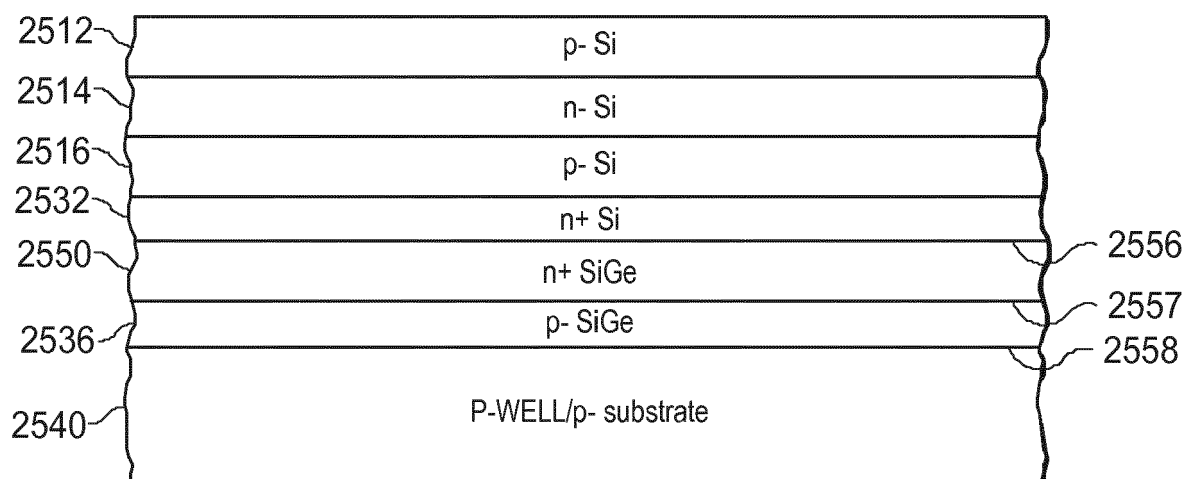 2512
p- Si
2514
n- Si
2516
p- Si
2532
n+ Si
2550
n+ SiGe
2556
2536
p- SiGe
2557
2558
2540
P-WELL/p- substrate